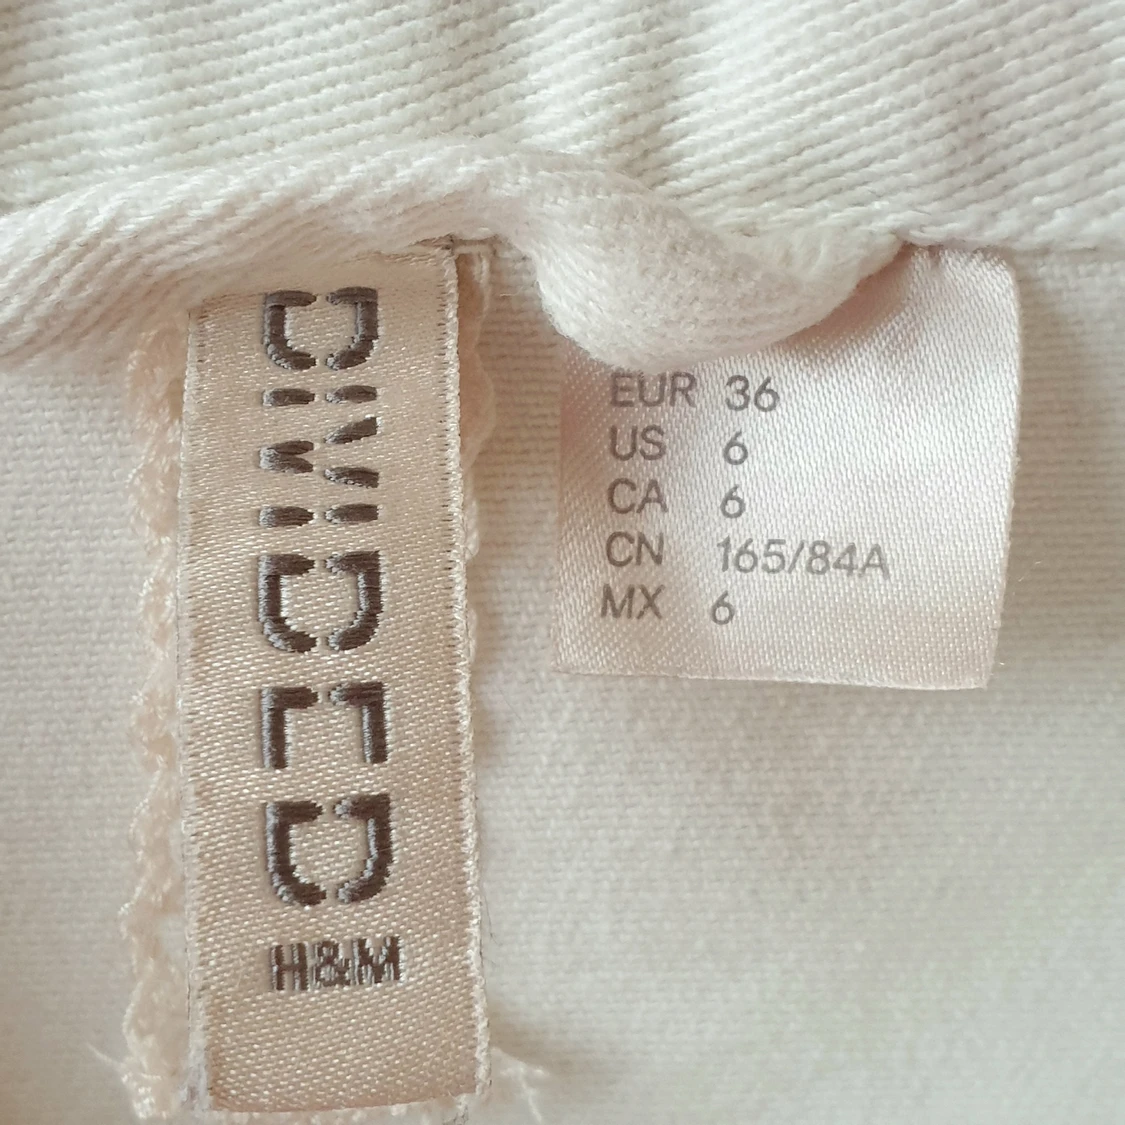 DIVIDED
H&M
EUR 36
US 6
CA 6
CN 165/84A
MX 6